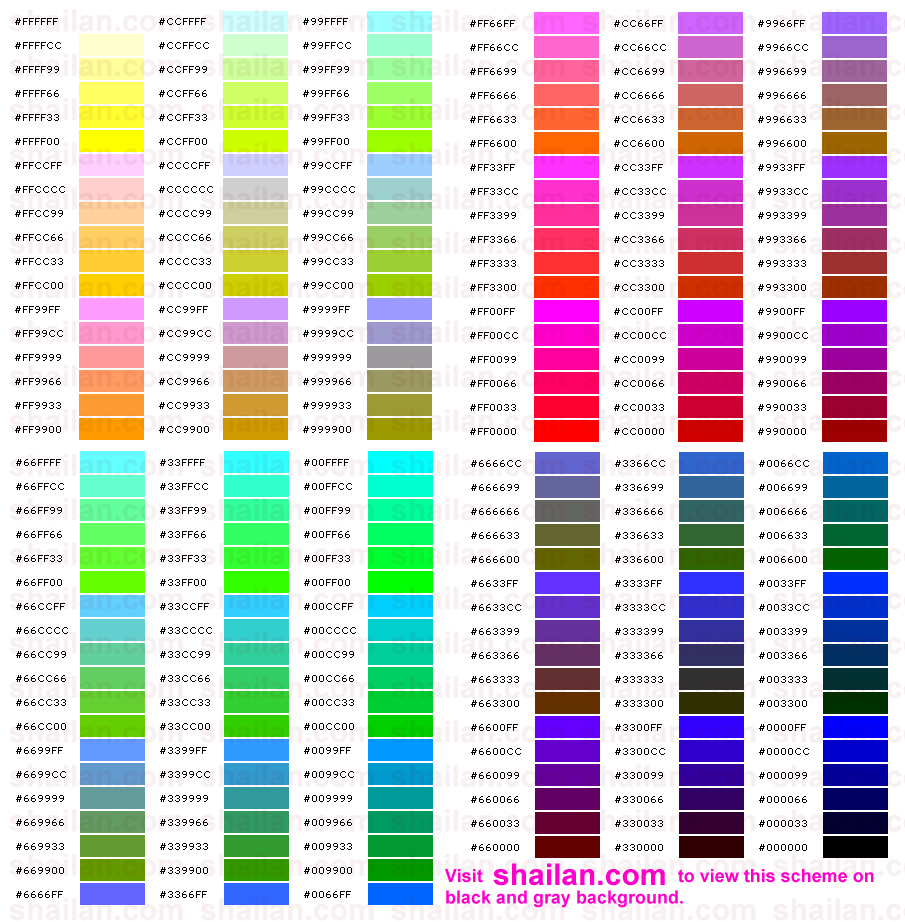 #FFFFFF #CCFFFF #99FFFF
#FFFFCC #CCFFCC #99FFCC
#FFFF99 #CCFF99 #99FF99
#FFFF66 #CCFF66 #99FF66
#FFFF33 #CCFF33 #99FF33
#FFFF00 #CCFF00 #99FF00
#FFCCFF #CCCCFF #99CCFF
#FFCCCC #CCCCCC #99CCCC
#FFCC99 #CCCC99 #99CC99
#FFCC66 #CCCC66 #99CC66
#FFCC33 #CCCC33 #99CC33
#FFCC00 #CCCC00 #99CC00
#FF99FF #CC99FF #9999FF
#FF99CC #CC99CC #9999CC
#FF9999 #CC9999 #999999
#FF9966 #CC9966 #999966
#FF9933 #CC9933 #999933
#FF9900 #CC9900 #999900
#FF66FF #CC66FF #9966FF
#FF66CC #CC66CC #9966CC
#FF6699 #CC6699 #996699
#FF6666 #CC6666 #996666
#FF6633 #CC6633 #996633
#FF6600 #CC6600 #996600
#FF33FF #CC33FF #9933FF
#FF33CC #CC33CC #9933CC
#FF3399 #CC3399 #993399
#FF3366 #CC3366 #993366
#FF3333 #CC3333 #993333
#FF3300 #CC3300 #993300
#FF00FF #CC00FF #9900FF
#FF00CC #CC00CC #9900CC
#FF0099 #CC0099 #990099
#FF0066 #CC0066 #990066
#FF0033 #CC0033 #990033
#FF0000 #CC0000 #990000
#66FFFF #33FFFF #00FFFF
#66FFCC #33FFCC #00FFCC
#66FF99 #33FF99 #00FF99
#66FF66 #33FF66 #00FF66
#66FF33 #33FF33 #00FF33
#66FF00 #33FF00 #00FF00
#66CCFF #33CCFF #00CCFF
#66CCCC #33CCCC #00CCCC
#66CC99 #33CC99 #00CC99
#66CC66 #33CC66 #00CC66
#66CC33 #33CC33 #00CC33
#66CC00 #33CC00 #00CC00
#6699FF #3399FF #0099FF
#6699CC #3399CC #0099CC
#669999 #339999 #009999
#669966 #339966 #009966
#669933 #339933 #009933
#669900 #339900 #009900
#6666FF #3366FF #0066FF
#6666CC #3366CC #0066CC
#666699 #336699 #006699
#666666 #336666 #006666
#666633 #336633 #006633
#666600 #336600 #006600
#6633FF #3333FF #0033FF
#6633CC #3333CC #0033CC
#663399 #333399 #003399
#663366 #333366 #003366
#663333 #333333 #003333
#663300 #333300 #003300
#6600FF #3300FF #0000FF
#6600CC #3300CC #0000CC
#660099 #330099 #000099
#660066 #330066 #000066
#660033 #330033 #000033
#660000 #330000 #000000
Visit shailan.com to view this scheme on
black and gray background.